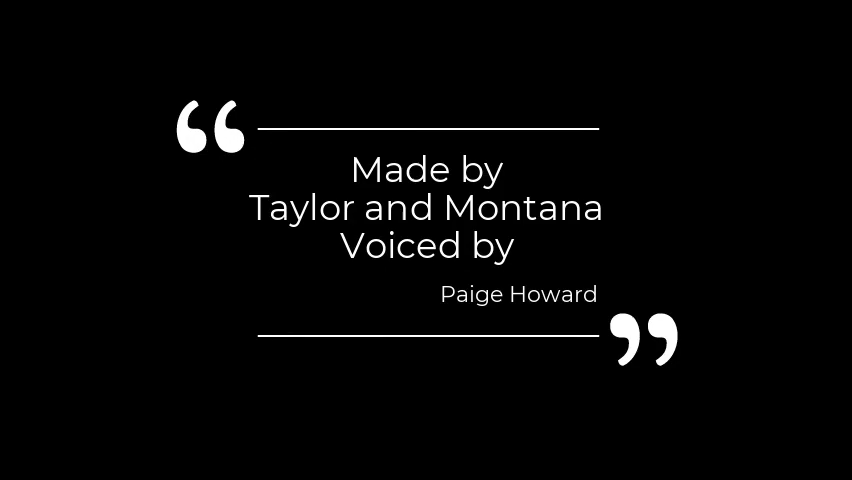 Made by
Taylor and Montana
Voiced by
Paige Howard